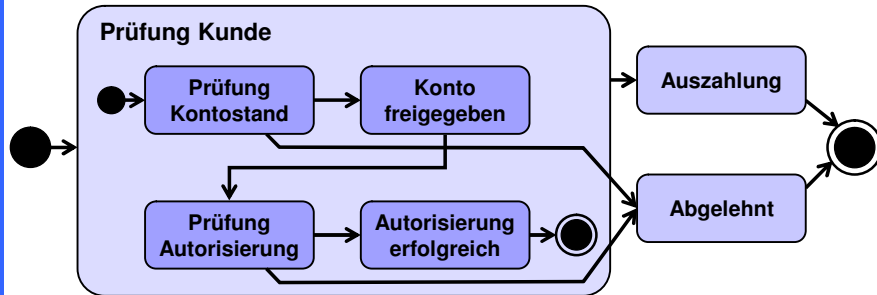 Prüfung Kunde
Prüfung
Kontostand
Konto
freigegeben
Auszahlung
Prüfung
Autorisierung
Autorisierung
erfolgreich
Abgelehnt